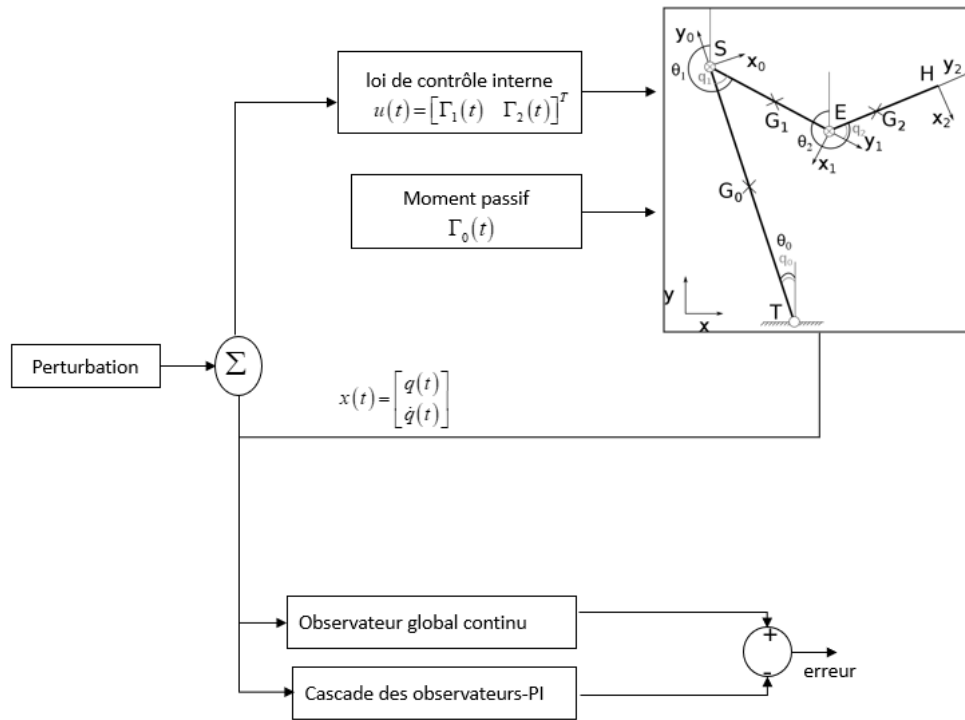 loi de contrôle interne
u(t)=[Γ₁(t) Γ₂(t)]ᵀ
Moment passif
Γ₀(t)
y₀
S
x₀
θ₁
q₁
G₁
E
H
y₂
x₂
G₂
q₂
θ₂
y₁
x₁
G₀
θ₀
q₀
T
y
x
Perturbation
Σ
x(t)=[q(t)
q̇(t)]
Observateur global continu
+
-
erreur
Cascade des observateurs-PI